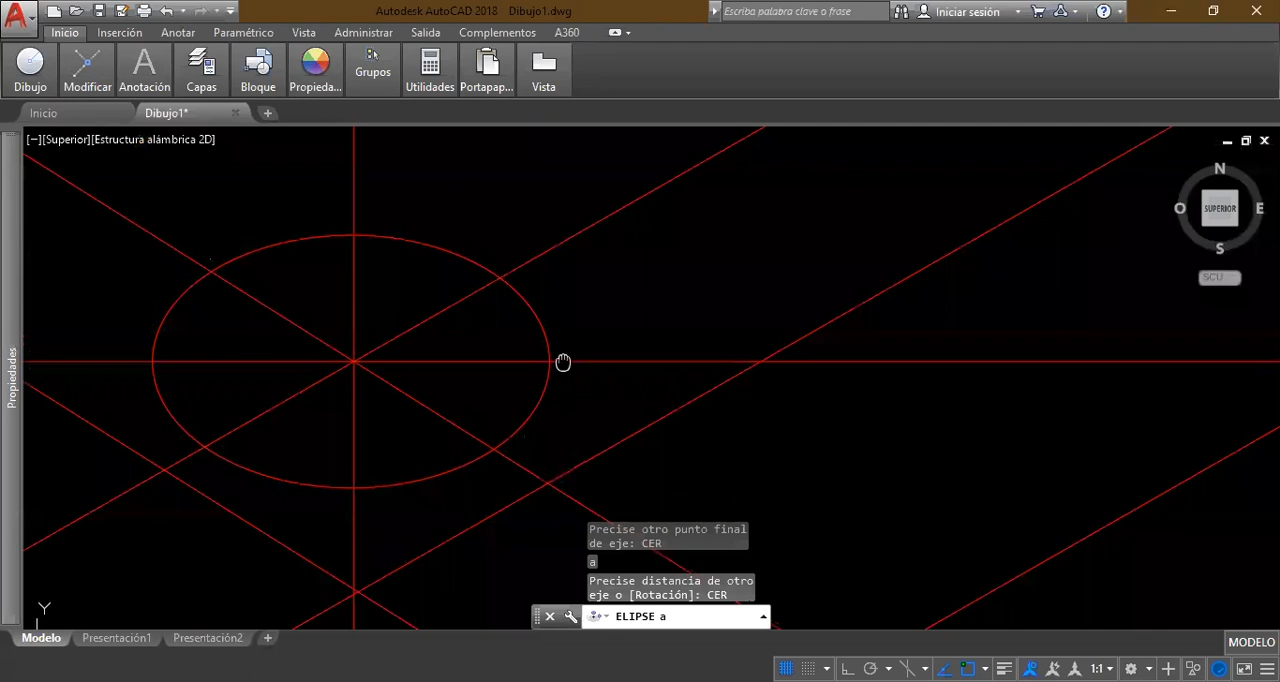 Autodesk AutoCAD 2018 Dibujo1.dwg
Escriba palabra clave o frase
Iniciar sesión
Inicio Inserción Anotar Paramétrico Vista Administrar Salida Complementos A360
Dibujo Modificar Anotación Capas Bloque Propieda... Grupos Utilidades Portapap... Vista
Inicio Dibujo1*
[−][Superior][Estructura alámbrica 2D]
N
O SUPERIOR E
S
SCU
Propiedades
Precise otro punto final
de eje: CER
a
Precise distancia de otro
eje o [Rotación]: CER
ELIPSE a
Y
Modelo Presentación1 Presentación2
MODELO
1:1